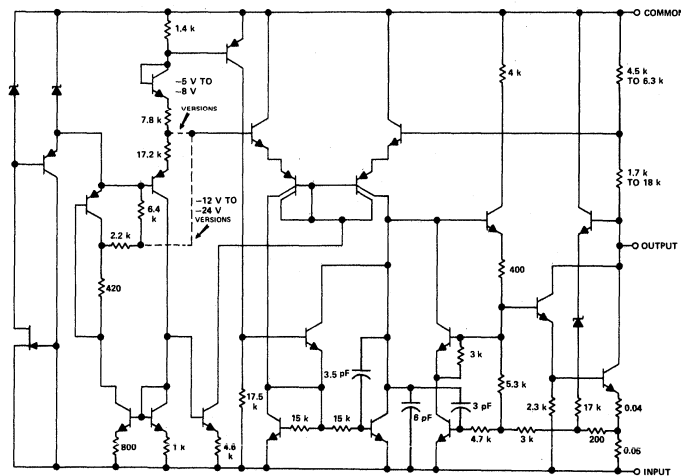 COMMON
1.4 k
−5 V TO
−8 V
4 k
4.5 k
TO 6.3 k
VERSIONS
7.8 k
17.2 k
1.7 k
TO 18 k
−12 V TO
−24 V
VERSIONS
6.4
k
2.2 k
OUTPUT
420
400
3 k
3.5 pF
5.3 k
17.5
k
15 k
15 k
6 pF
3 pF
2.3 k
17 k
0.04
800
1 k
4.6
k
4.7 k
3 k
200
0.06
INPUT